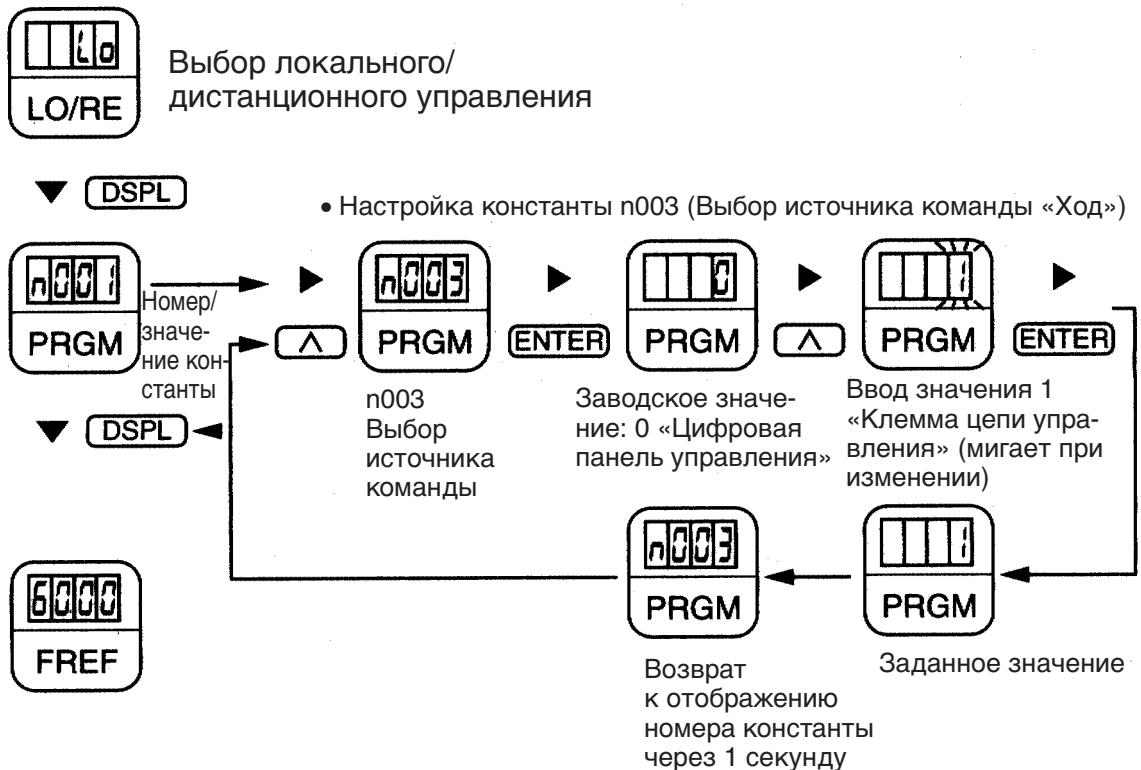 Lo
LO/RE
Выбор локального/
дистанционного управления
DSPL
• Настройка константы n003 (Выбор источника команды «Ход»)
n001
PRGM
Номер/
значе-
ние кон-
станты
n003
PRGM
ENTER
0
PRGM
1
PRGM
ENTER
n003
Выбор
источника
команды
Заводское значе-
ние: 0 «Цифровая
панель управления»
Ввод значения 1
«Клемма цепи упра-
вления» (мигает при
изменении)
DSPL
n003
PRGM
1
PRGM
60.00
FREF
Возврат
к отображению
номера константы
через 1 секунду
Заданное значение